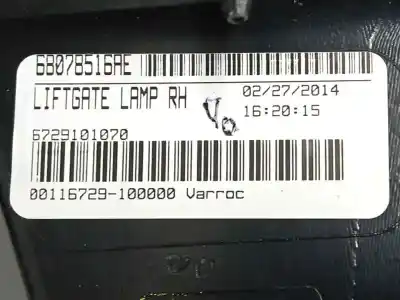 68078516AE
LIFTGATE LAMP RH 02/27/2014
16:20:15
6729101070
00116729-100000 Varroc